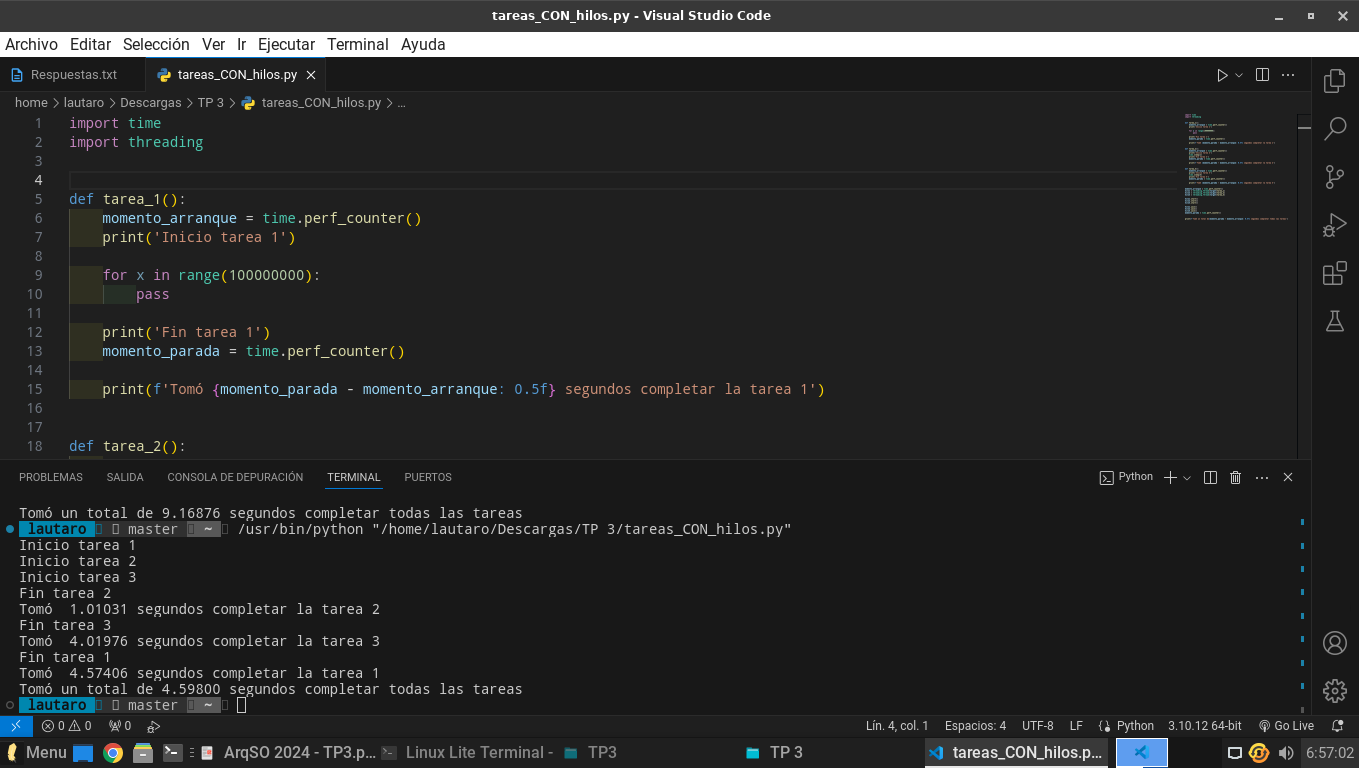 tareas_CON_hilos.py - Visual Studio Code
Archivo Editar Selección Ver Ir Ejecutar Terminal Ayuda
Respuestas.txt tareas_CON_hilos.py
home > lautaro > Descargas > TP 3 > tareas_CON_hilos.py > ...
1 import time
2 import threading
3
4
5 def tarea_1():
6 momento_arranque = time.perf_counter()
7 print('Inicio tarea 1')
8
9 for x in range(100000000):
10 pass
11
12 print('Fin tarea 1')
13 momento_parada = time.perf_counter()
14
15 print(f'Tomó {momento_parada - momento_arranque: 0.5f} segundos completar la tarea 1')
16
17
18 def tarea_2():
PROBLEMAS SALIDA CONSOLA DE DEPURACIÓN TERMINAL PUERTOS Python
Tomó un total de 9.16876 segundos completar todas las tareas
lautaro master ~ /usr/bin/python "/home/lautaro/Descargas/TP 3/tareas_CON_hilos.py"
Inicio tarea 1
Inicio tarea 2
Inicio tarea 3
Fin tarea 2
Tomó  1.01031 segundos completar la tarea 2
Fin tarea 3
Tomó  4.01976 segundos completar la tarea 3
Fin tarea 1
Tomó  4.57406 segundos completar la tarea 1
Tomó un total de 4.59800 segundos completar todas las tareas
lautaro master ~
0 0 0 Lín. 4, col. 1 Espacios: 4 UTF-8 LF Python 3.10.12 64-bit Go Live
Menu ArqSO 2024 - TP3.p... Linux Lite Terminal - TP3 TP 3 tareas_CON_hilos.p... 6:57:02